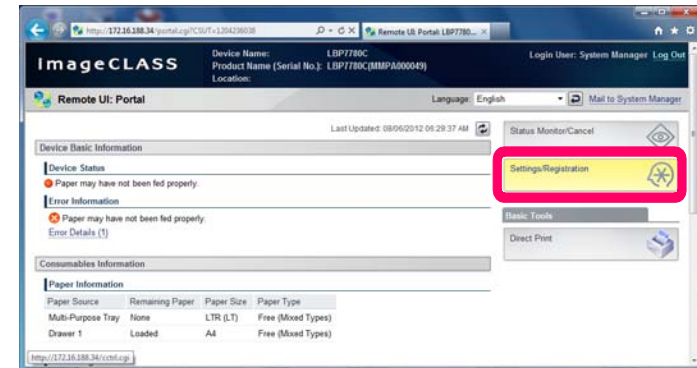 http://172.16.188.34/portal.cgi?CSUT=1204236038
Remote UI: Portal: LBP7780...
ImageCLASS
Device Name: LBP7780C
Product Name (Serial No.): LBP7780C(MMPA000049)
Location:
Login User: System Manager Log Out
Remote UI: Portal
Language: English
Mail to System Manager
Last Updated: 08/06/2012 06:29:37 AM
Device Basic Information
Device Status
Paper may have not been fed properly.
Error Information
Paper may have not been fed properly.
Error Details (1)
Consumables Information
Paper Information
Paper Source Remaining Paper Paper Size Paper Type
Multi-Purpose Tray None LTR (LT) Free (Mixed Types)
Drawer 1 Loaded A4 Free (Mixed Types)
Status Monitor/Cancel
Settings/Registration
Basic Tools
Direct Print
http://172.16.188.34/cctrl.cgi